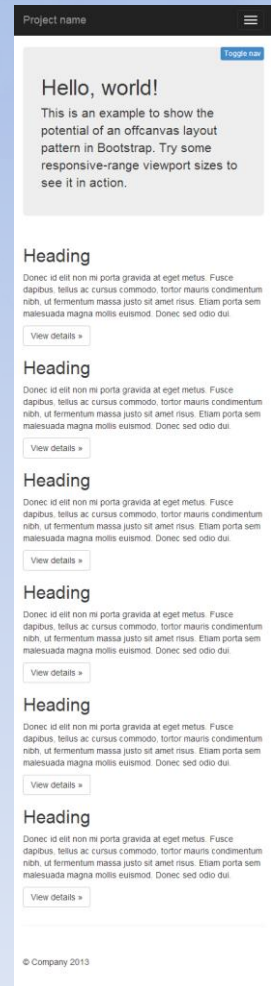 Project name
Toggle nav
Hello, world!
This is an example to show the
potential of an offcanvas layout
pattern in Bootstrap. Try some
responsive-range viewport sizes to
see it in action.
Heading
Donec id elit non mi porta gravida at eget metus. Fusce
dapibus, tellus ac cursus commodo, tortor mauris condimentum
nibh, ut fermentum massa justo sit amet risus. Etiam porta sem
malesuada magna mollis euismod. Donec sed odio dui.
View details »
Heading
Donec id elit non mi porta gravida at eget metus. Fusce
dapibus, tellus ac cursus commodo, tortor mauris condimentum
nibh, ut fermentum massa justo sit amet risus. Etiam porta sem
malesuada magna mollis euismod. Donec sed odio dui.
View details »
Heading
Donec id elit non mi porta gravida at eget metus. Fusce
dapibus, tellus ac cursus commodo, tortor mauris condimentum
nibh, ut fermentum massa justo sit amet risus. Etiam porta sem
malesuada magna mollis euismod. Donec sed odio dui.
View details »
Heading
Donec id elit non mi porta gravida at eget metus. Fusce
dapibus, tellus ac cursus commodo, tortor mauris condimentum
nibh, ut fermentum massa justo sit amet risus. Etiam porta sem
malesuada magna mollis euismod. Donec sed odio dui.
View details »
Heading
Donec id elit non mi porta gravida at eget metus. Fusce
dapibus, tellus ac cursus commodo, tortor mauris condimentum
nibh, ut fermentum massa justo sit amet risus. Etiam porta sem
malesuada magna mollis euismod. Donec sed odio dui.
View details »
Heading
Donec id elit non mi porta gravida at eget metus. Fusce
dapibus, tellus ac cursus commodo, tortor mauris condimentum
nibh, ut fermentum massa justo sit amet risus. Etiam porta sem
malesuada magna mollis euismod. Donec sed odio dui.
View details »
© Company 2013